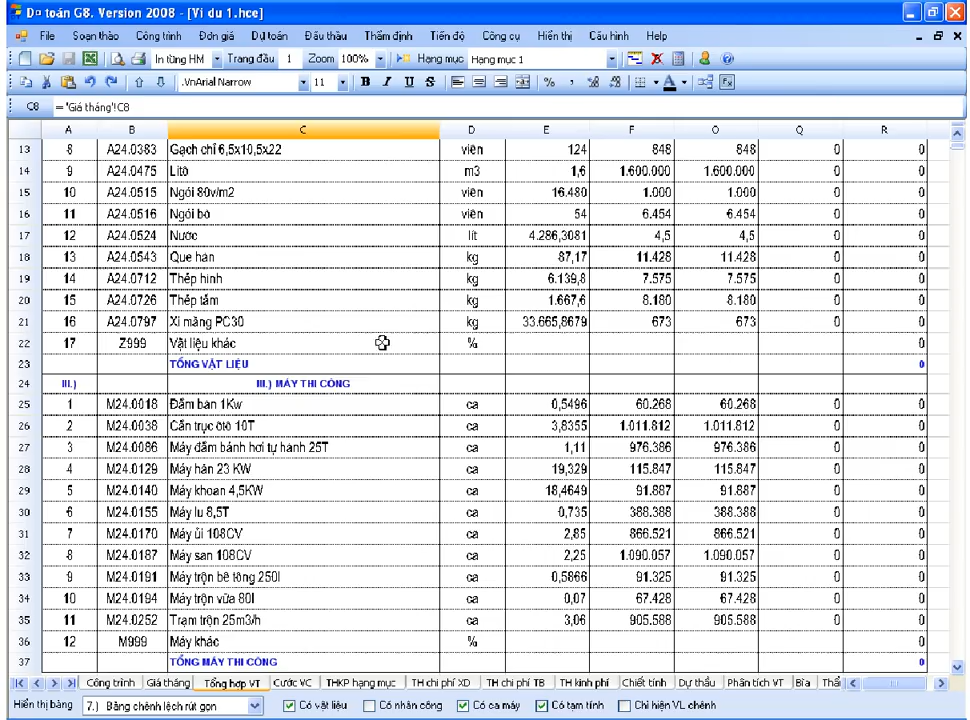 Dự toán G8. Version 2008 - [Vi du 1.hce]
File Soạn thảo Công trình Đơn giá Dự toán Đấu thầu Thẩm định Tiến độ Công cụ Hiển thị Cấu hình Help
In từng HM Trang đầu 1 Zoom 100% Hạng mục Hạng mục 1
.VnArial Narrow 11 B I U S %
C8 = 'Giá tháng'!C8
A B C D E F O Q R
13 8 A24.0383 Gạch chỉ 6,5x10,5x22 viên 124 848 848 0 0
14 9 A24.0475 Litô m3 1,6 1.600.000 1.600.000 0 0
15 10 A24.0515 Ngói 80v/m2 viên 16.480 1.000 1.000 0 0
16 11 A24.0516 Ngói bò viên 54 6.454 6.454 0 0
17 12 A24.0524 Nước lít 4.286,3081 4,5 4,5 0 0
18 13 A24.0543 Que hàn kg 87,17 11.428 11.428 0 0
19 14 A24.0712 Thép hình kg 6.139,8 7.575 7.575 0 0
20 15 A24.0726 Thép tấm kg 1.667,6 8.180 8.180 0 0
21 16 A24.0797 Xi măng PC30 kg 33.665,8679 673 673 0 0
22 17 Z999 Vật liệu khác % 0
23 TỔNG VẬT LIỆU 0
24 III.) III.) MÁY THI CÔNG
25 1 M24.0018 Đầm bàn 1Kw ca 0,5496 60.268 60.268 0 0
26 2 M24.0038 Cần trục ôtô 10T ca 3,8355 1.011.812 1.011.812 0 0
27 3 M24.0086 Máy đầm bánh hơi tự hành 25T ca 1,11 976.386 976.386 0 0
28 4 M24.0129 Máy hàn 23 KW ca 19,329 115.847 115.847 0 0
29 5 M24.0140 Máy khoan 4,5KW ca 18,4649 91.887 91.887 0 0
30 6 M24.0155 Máy lu 8,5T ca 0,735 388.388 388.388 0 0
31 7 M24.0170 Máy ủi 108CV ca 2,85 866.521 866.521 0 0
32 8 M24.0187 Máy san 108CV ca 2,25 1.090.057 1.090.057 0 0
33 9 M24.0191 Máy trộn bê tông 250l ca 0,5866 91.325 91.325 0 0
34 10 M24.0194 Máy trộn vữa 80l ca 0,07 67.428 67.428 0 0
35 11 M24.0252 Trạm trộn 25m3/h ca 3,06 905.588 905.588 0 0
36 12 M999 Máy khác % 0
37 TỔNG MÁY THI CÔNG 0
Công trình Giá tháng Tổng hợp VT Cước VC THKP hạng mục TH chi phí XD TH chi phí TB TH kinh phí Chiết tính Dự thầu Phân tích VT Bìa Thẩ
Hiển thị bảng 7.) Bảng chênh lệch rút gọn Có vật liệu Có nhân công Có ca máy Có tạm tính Chỉ hiện VL chênh